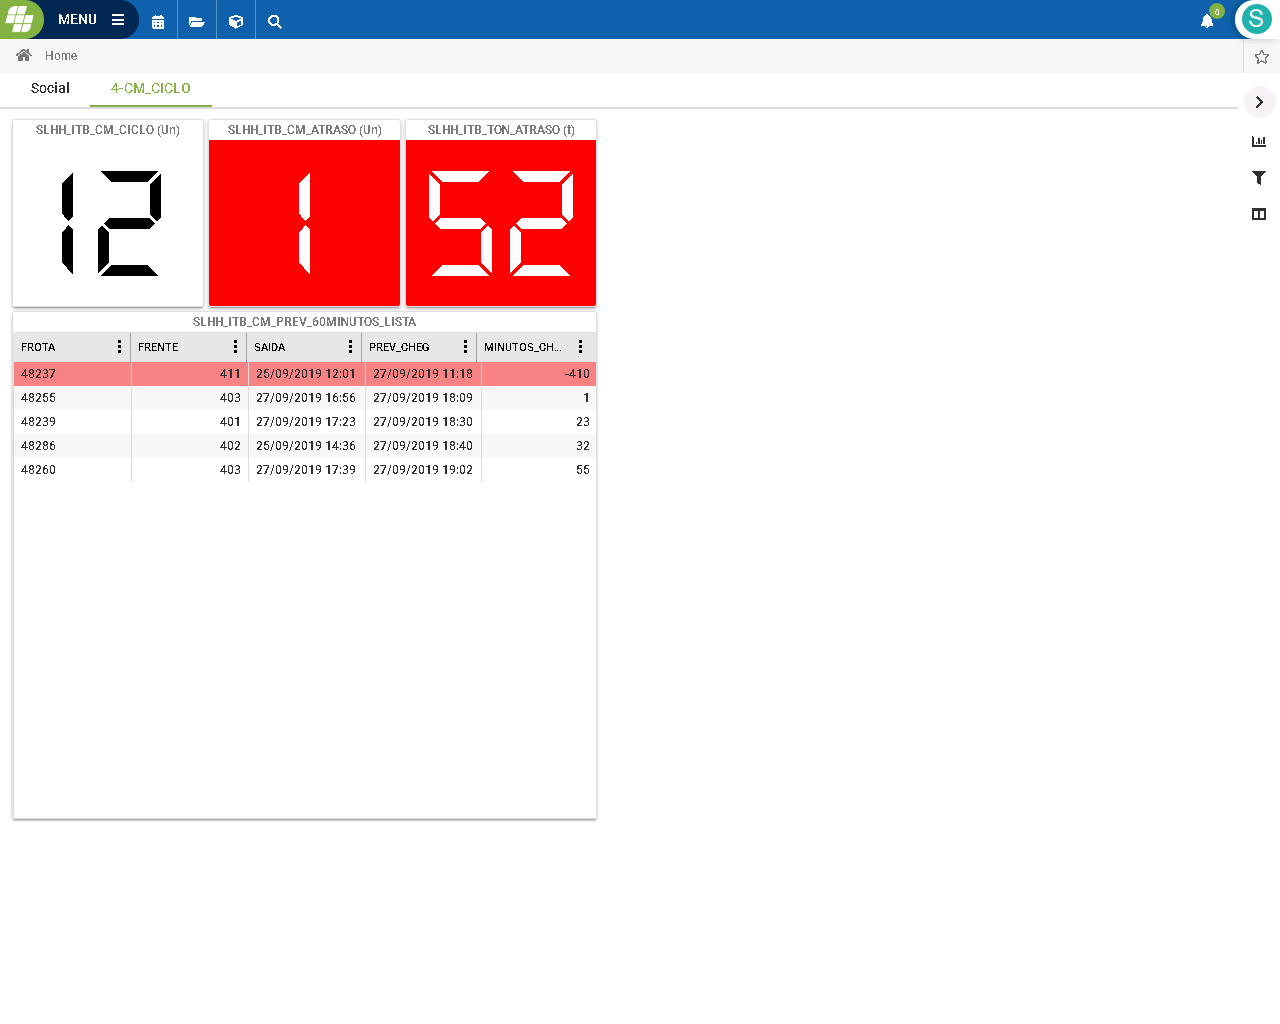 MENU
0
S
Home
Social 4-CM_CICLO
SLHH_ITB_CM_CICLO (Un) SLHH_ITB_CM_ATRASO (Un) SLHH_ITB_TON_ATRASO (t)
12 1 52
SLHH_ITB_CM_PREV_60MINUTOS_LISTA
FROTA FRENTE SAIDA PREV_CHEG MINUTOS_CH...
48237 411 25/09/2019 12:01 27/09/2019 11:18 -410
48255 403 27/09/2019 16:56 27/09/2019 18:09 1
48239 401 27/09/2019 17:23 27/09/2019 18:30 23
48286 402 25/09/2019 14:36 27/09/2019 18:40 32
48260 403 27/09/2019 17:39 27/09/2019 19:02 55